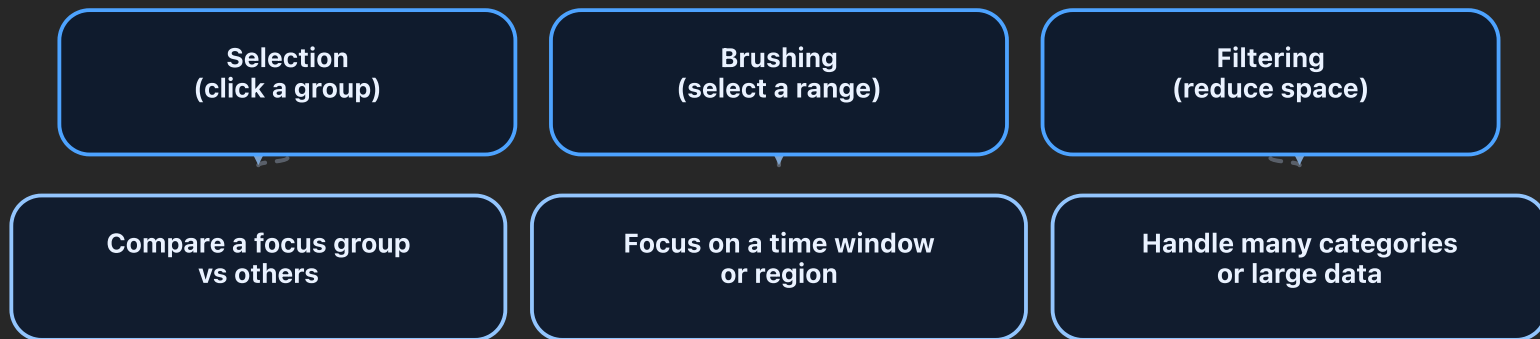 Selection
(click a group)
Brushing
(select a range)
Filtering
(reduce space)
Compare a focus group
vs others
Focus on a time window
or region
Handle many categories
or large data